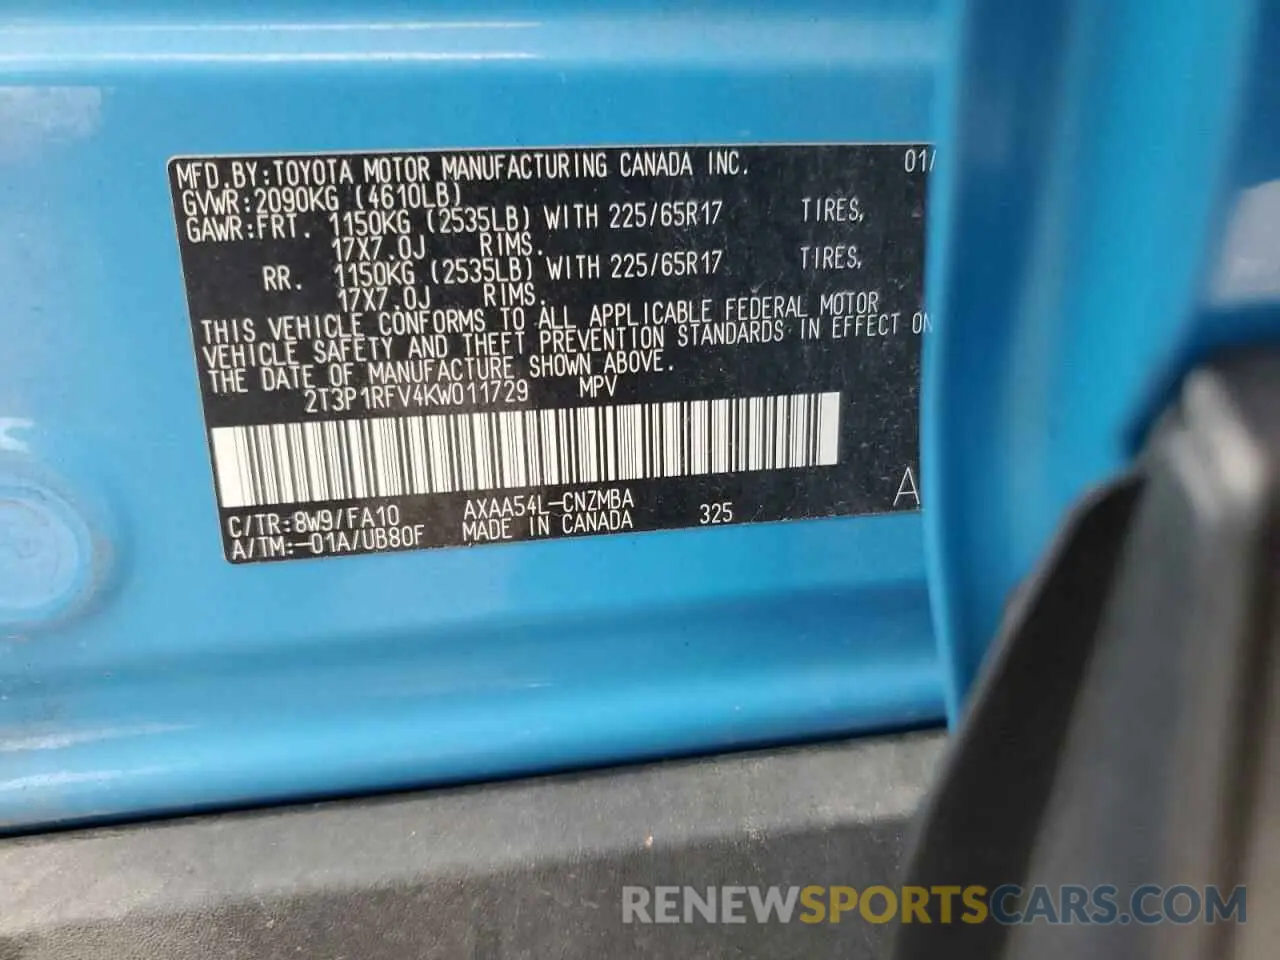 MFD.BY:TOYOTA MOTOR MANUFACTURING CANADA INC. 01/
GVWR:2090KG (4610LB)
GAWR:FRT. 1150KG (2535LB) WITH 225/65R17 TIRES,
17X7.0J RIMS.
RR. 1150KG (2535LB) WITH 225/65R17 TIRES,
17X7.0J RIMS.
THIS VEHICLE CONFORMS TO ALL APPLICABLE FEDERAL MOTOR
VEHICLE SAFETY AND THEFT PREVENTION STANDARDS IN EFFECT ON
THE DATE OF MANUFACTURE SHOWN ABOVE.
2T3P1RFV4KW011729 MPV
C/TR:8W9/FA10 AXAA54L-CNZMBA A
A/TM:-01A/UB80F MADE IN CANADA 325
RENEWSPORTSCARS.COM